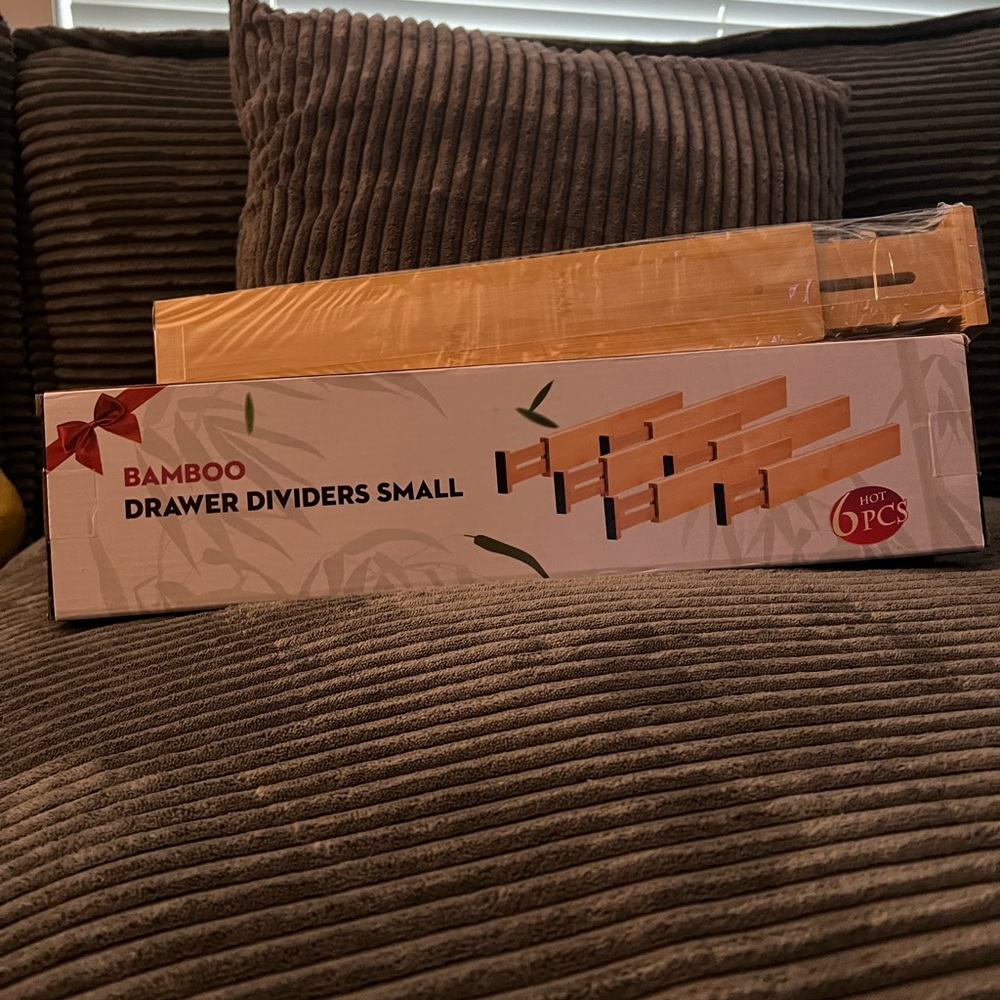 BAMBOO
DRAWER DIVIDERS SMALL
HOT
6PCS